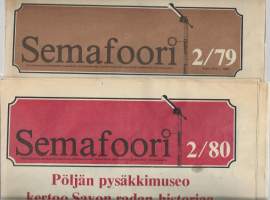 Semafoori 2/79
Semafoori 2/80
Pöljän pysäkkimuseo
kertoo Savon radan historiaa